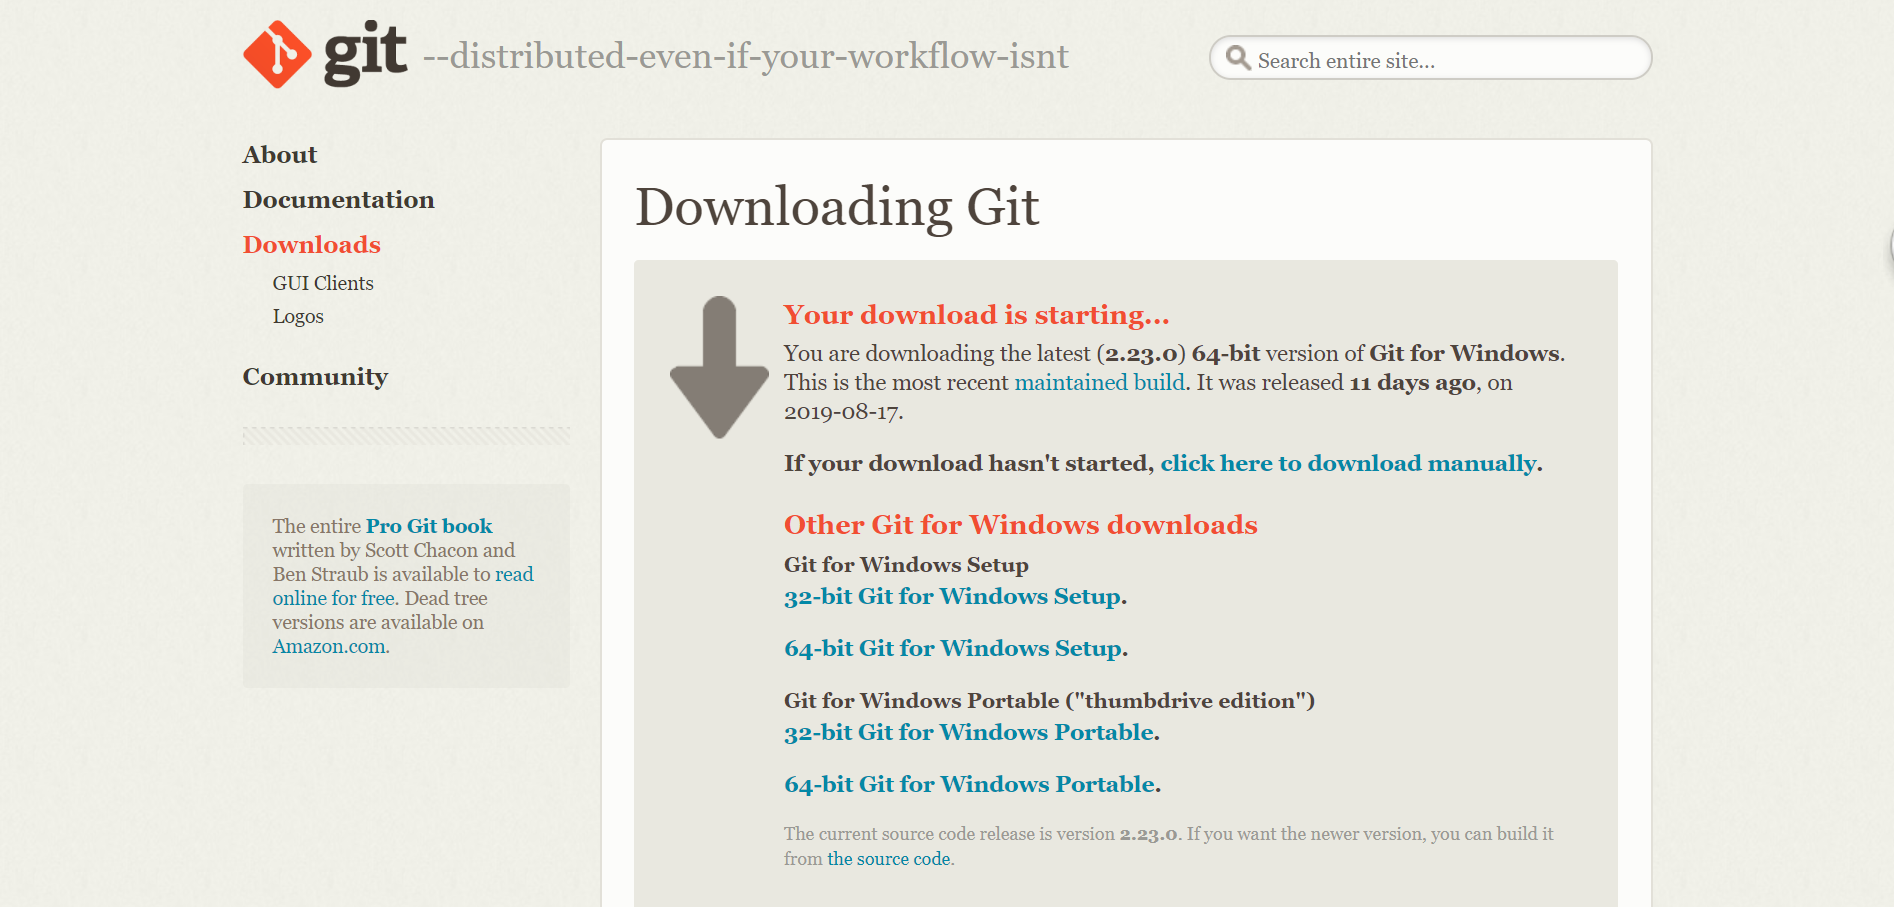 git --distributed-even-if-your-workflow-isnt
Search entire site...
About
Documentation
Downloads
GUI Clients
Logos
Community
The entire Pro Git book
written by Scott Chacon and
Ben Straub is available to read
online for free. Dead tree
versions are available on
Amazon.com.
Downloading Git
Your download is starting...
You are downloading the latest (2.23.0) 64-bit version of Git for Windows.
This is the most recent maintained build. It was released 11 days ago, on
2019-08-17.
If your download hasn't started, click here to download manually.
Other Git for Windows downloads
Git for Windows Setup
32-bit Git for Windows Setup.
64-bit Git for Windows Setup.
Git for Windows Portable ("thumbdrive edition")
32-bit Git for Windows Portable.
64-bit Git for Windows Portable.
The current source code release is version 2.23.0. If you want the newer version, you can build it
from the source code.